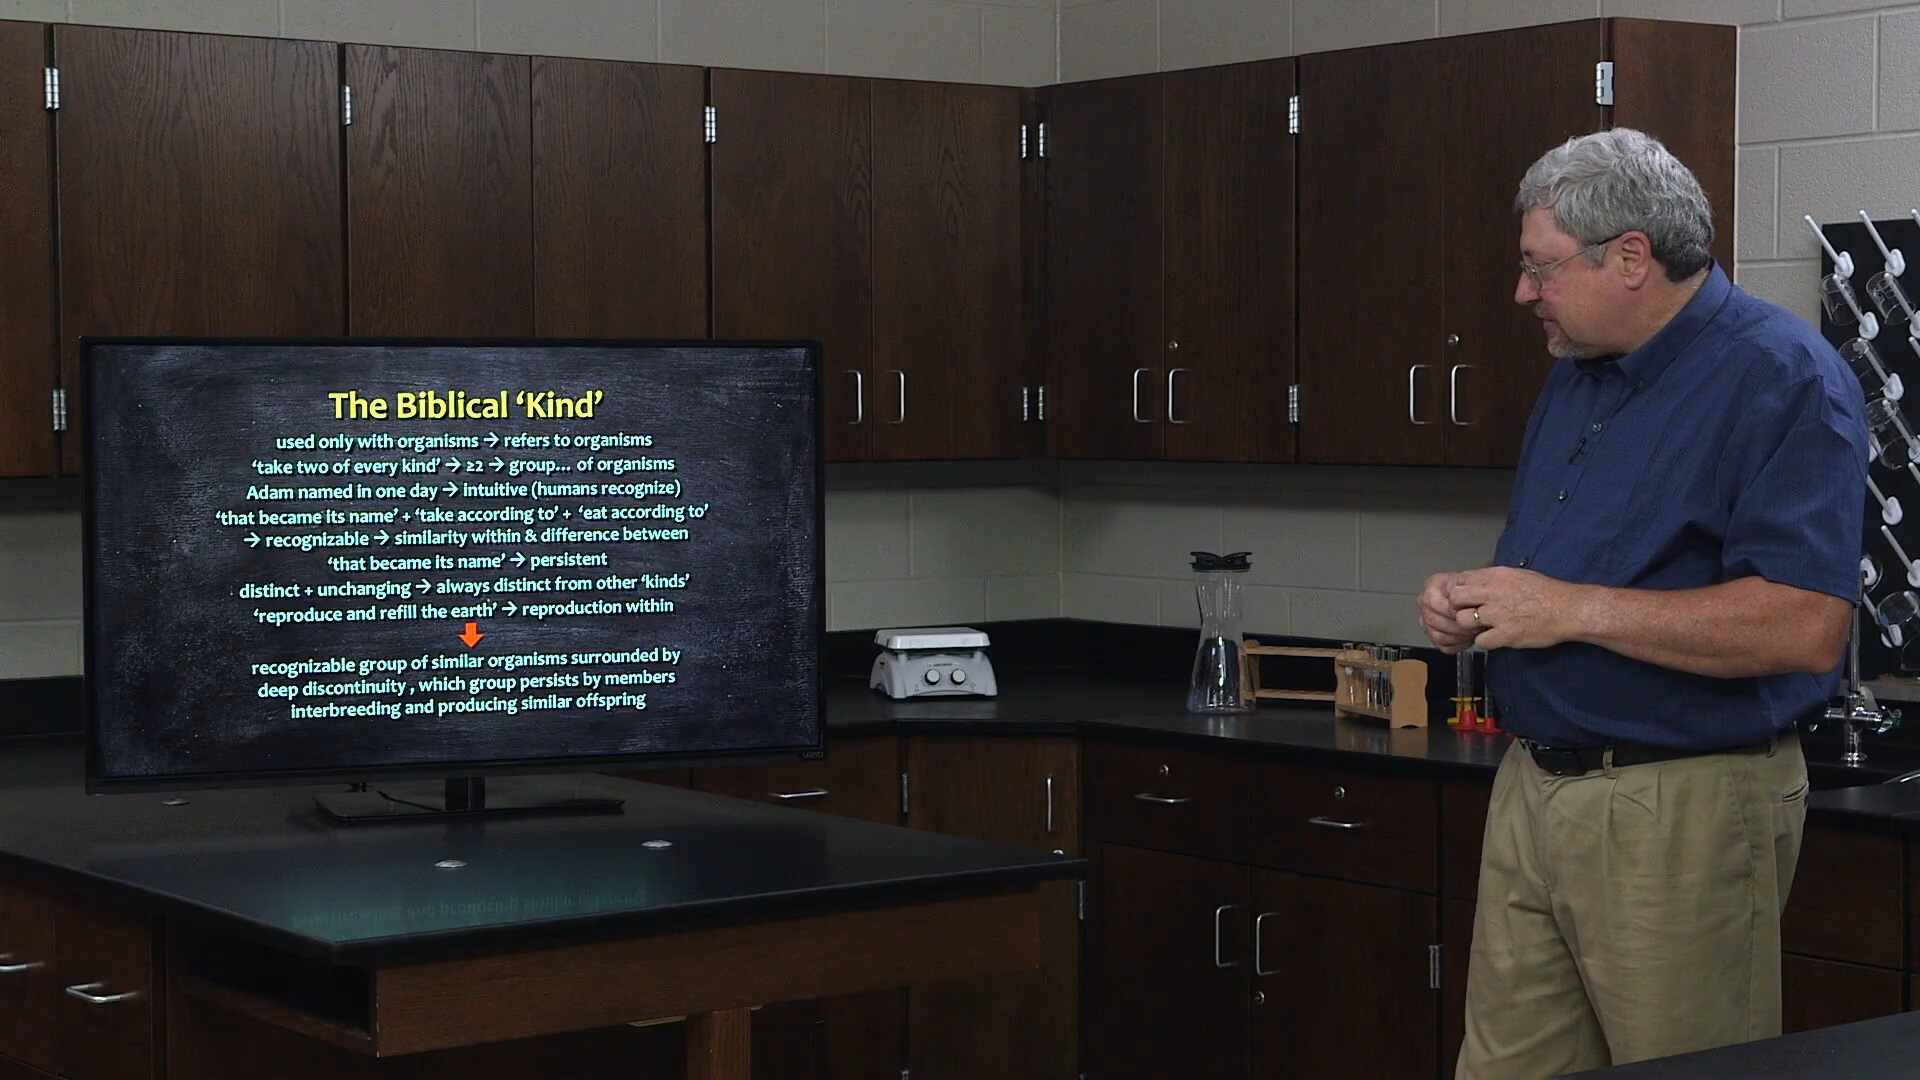 The Biblical ‘Kind’
used only with organisms → refers to organisms
‘take two of every kind’ → ≥2 → group... of organisms
Adam named in one day → intuitive (humans recognize)
‘that became its name’ + ‘take according to’ + ‘eat according to’
→ recognizable → similarity within & difference between
‘that became its name’ → persistent
distinct + unchanging → always distinct from other ‘kinds’
‘reproduce and refill the earth’ → reproduction within
recognizable group of similar organisms surrounded by
deep discontinuity , which group persists by members
interbreeding and producing similar offspring